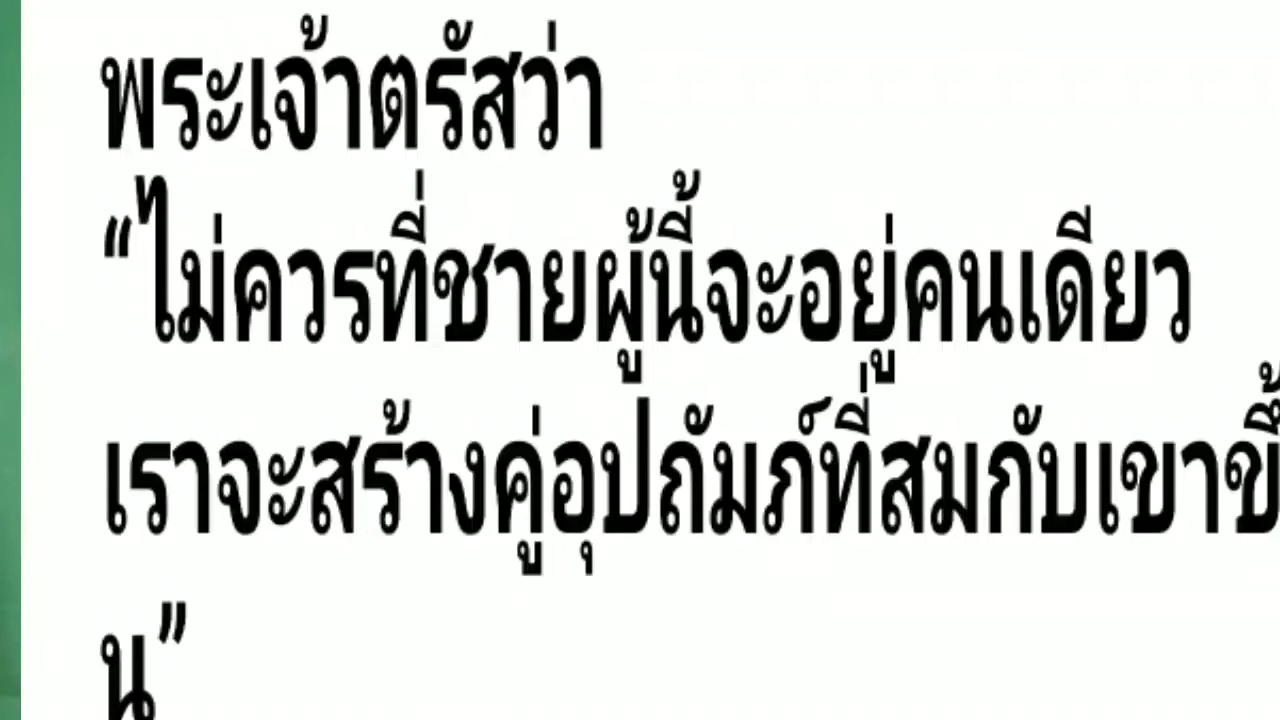 พระเจ้าตรัสว่า
“ไม่ควรที่ชายผู้นี้จะอยู่คนเดียว
เราจะสร้างคู่อุปถัมภ์ที่สมกับเขาขึ้
น”